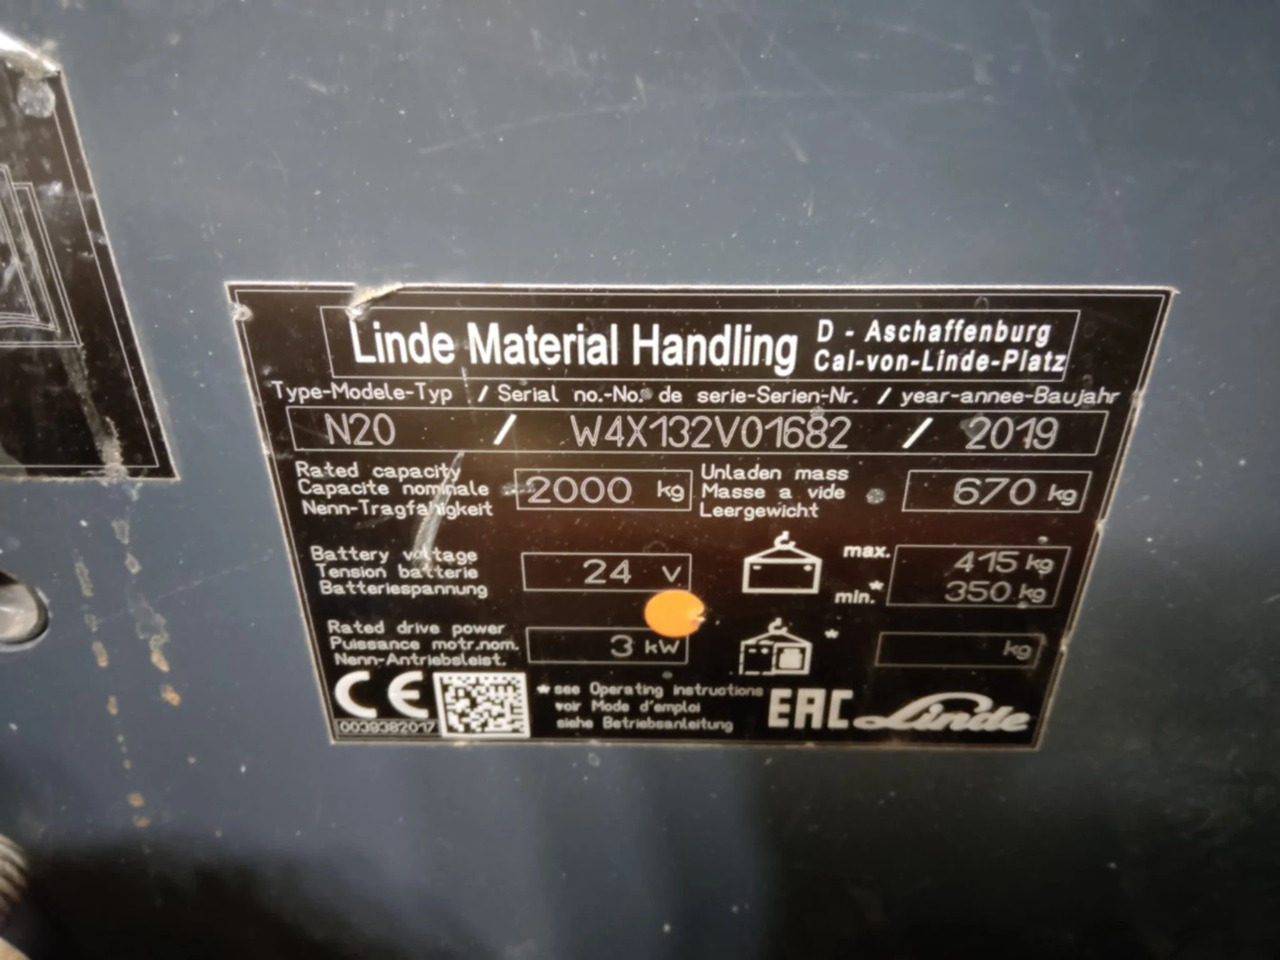 Linde Material Handling D - Aschaffenburg
Cal-von-Linde-Platz
Type-Modele-Typ / Serial no.-No. de serie-Serien-Nr. / year-annee-Baujahr
N20 / W4X132V01682 / 2019
Rated capacity
Capacite nominale
Nenn-Tragfähigkeit
2000 kg
Unladen mass
Masse a vide
Leergewicht
670 kg
Battery voltage
Tension batterie
Batteriespannung
24 V
max. 415 kg
min.* 350 kg
Rated drive power
Puissance motr.nom.
Nenn-Antriebsleist.
3 kW
* kg
CE
0039382017
*see Operating instructions
voir Mode d'emploi
siehe Betriebsanleitung
EAC Linde